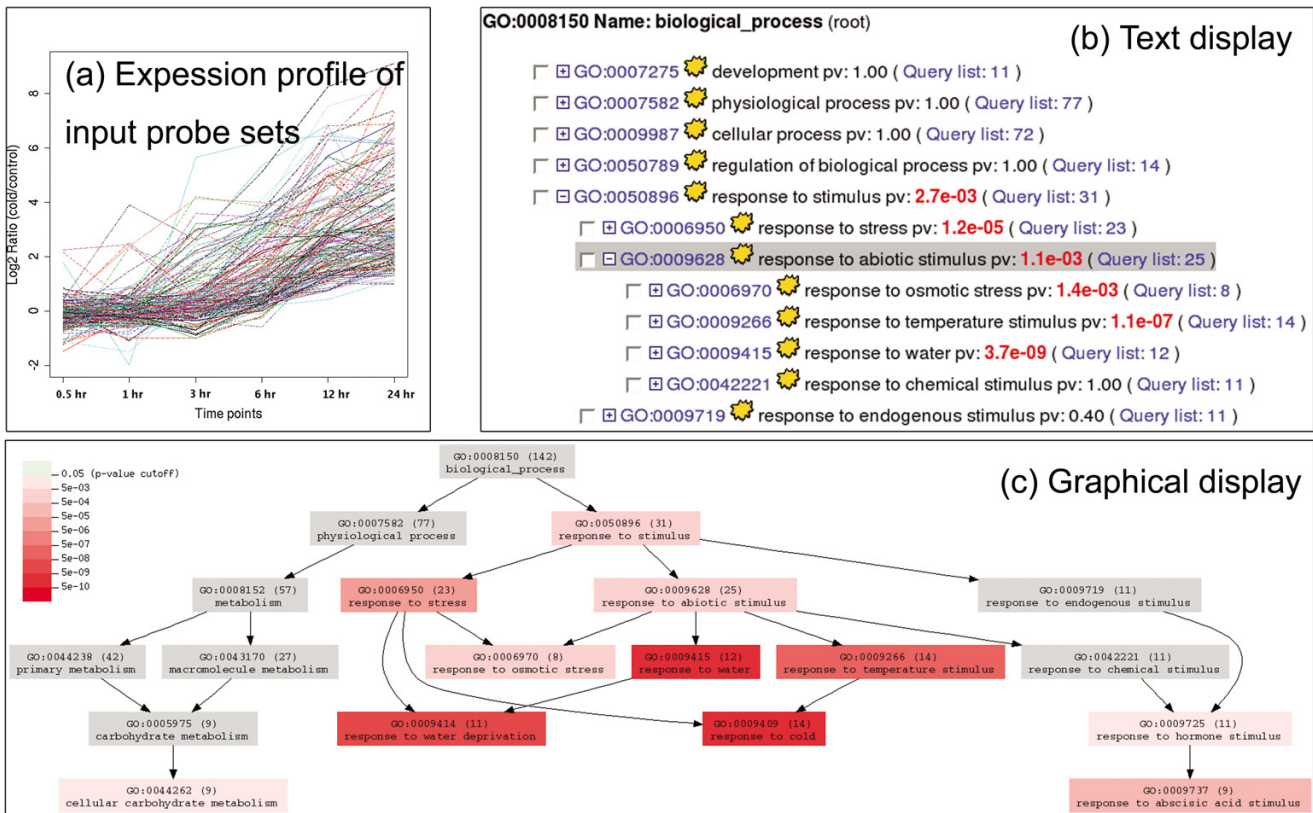 (a) Expession profile of
input probe sets
Log2 Ratio (cold/control)
8
6
4
2
0
-2
0.5 hr 1 hr 3 hr 6 hr 12 hr 24 hr
Time points
GO:0008150 Name: biological_process (root)
(b) Text display
GO:0007275 development pv: 1.00 ( Query list: 11 )
GO:0007582 physiological process pv: 1.00 ( Query list: 77 )
GO:0009987 cellular process pv: 1.00 ( Query list: 72 )
GO:0050789 regulation of biological process pv: 1.00 ( Query list: 14 )
GO:0050896 response to stimulus pv: 2.7e-03 ( Query list: 31 )
GO:0006950 response to stress pv: 1.2e-05 ( Query list: 23 )
GO:0009628 response to abiotic stimulus pv: 1.1e-03 ( Query list: 25 )
GO:0006970 response to osmotic stress pv: 1.4e-03 ( Query list: 8 )
GO:0009266 response to temperature stimulus pv: 1.1e-07 ( Query list: 14 )
GO:0009415 response to water pv: 3.7e-09 ( Query list: 12 )
GO:0042221 response to chemical stimulus pv: 1.00 ( Query list: 11 )
GO:0009719 response to endogenous stimulus pv: 0.40 ( Query list: 11 )
(c) Graphical display
0.05 (p-value cutoff)
5e-03
5e-04
5e-05
5e-06
5e-07
5e-08
5e-09
5e-10
GO:0008150 (142)
biological_process
GO:0007582 (77)
physiological process
GO:0050896 (31)
response to stimulus
GO:0008152 (57)
metabolism
GO:0006950 (23)
response to stress
GO:0009628 (25)
response to abiotic stimulus
GO:0009719 (11)
response to endogenous stimulus
GO:0044238 (42)
primary metabolism
GO:0043170 (27)
macromolecule metabolism
GO:0006970 (8)
response to osmotic stress
GO:0009415 (12)
response to water
GO:0009266 (14)
response to temperature stimulus
GO:0042221 (11)
response to chemical stimulus
GO:0005975 (9)
carbohydrate metabolism
GO:0009414 (11)
response to water deprivation
GO:0009409 (14)
response to cold
GO:0009725 (11)
response to hormone stimulus
GO:0044262 (9)
cellular carbohydrate metabolism
GO:0009737 (9)
response to abscisic acid stimulus